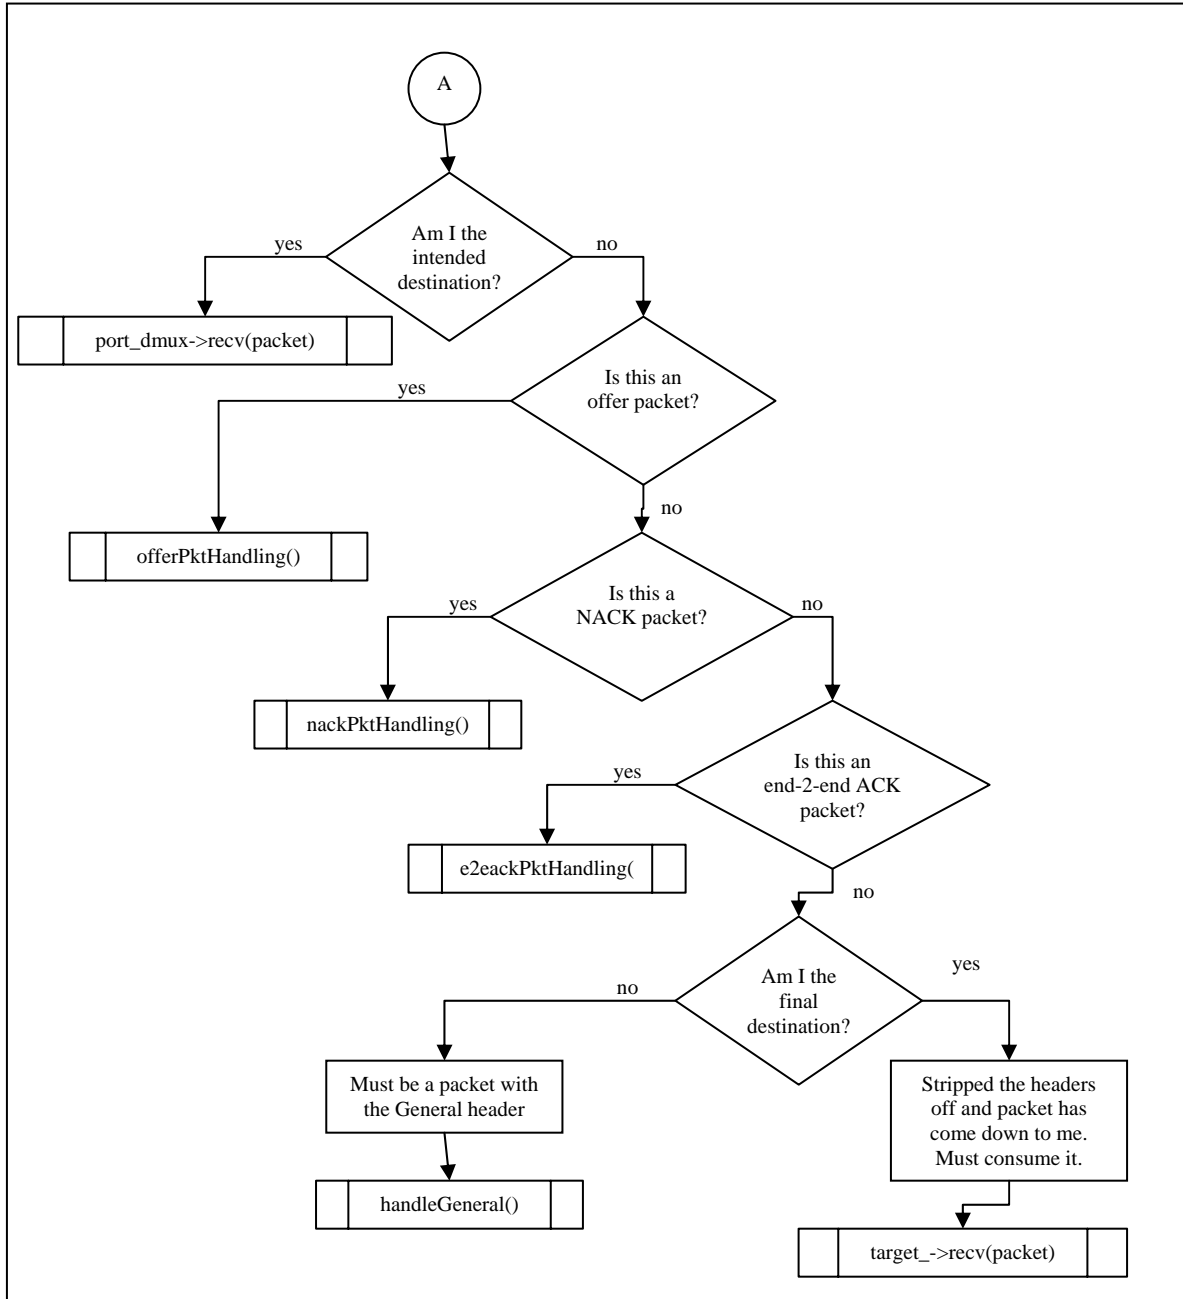 A
Am I the
intended
destination?
yes
no
port_dmux->recv(packet)
Is this an
offer packet?
yes
no
offerPktHandling()
Is this a
NACK packet?
yes
no
nackPktHandling()
Is this an
end-2-end ACK
packet?
yes
e2eackPktHandling(
no
Am I the
final
destination?
no
yes
Must be a packet with
the General header
Stripped the headers
off and packet has
come down to me.
Must consume it.
handleGeneral()
target_->recv(packet)